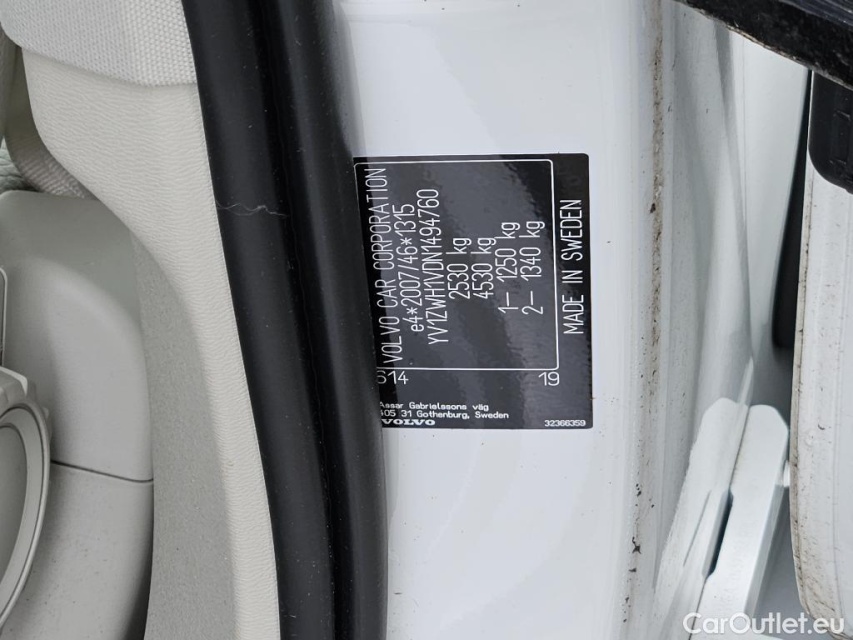 VOLVO CAR CORPORATION
e4*2007/46*1315
YV1ZWH1VDN1494760
2530 kg
4530 kg
1– 1250 kg
2– 1340 kg
MADE IN SWEDEN
614
19
Assar Gabrielssons väg
405 31 Gothenburg, Sweden
VOLVO
32366359
CarOutlet.eu